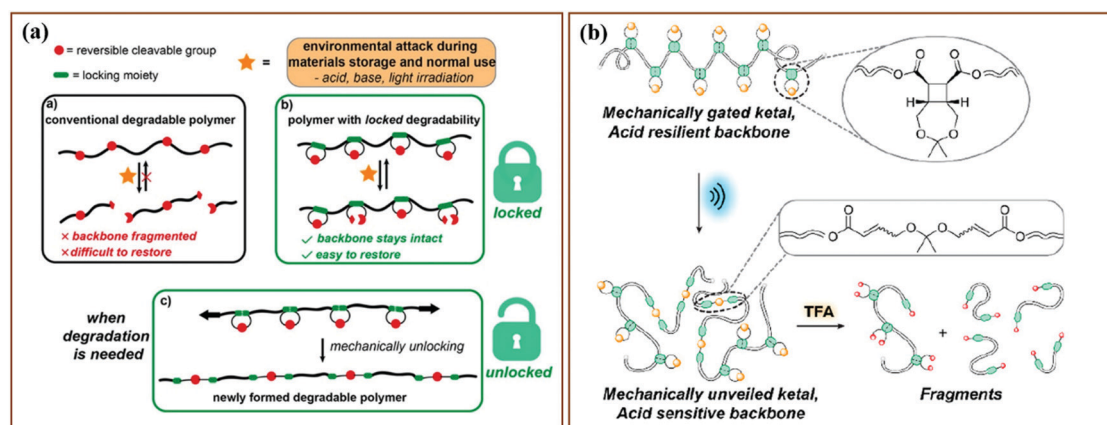 (a)
= reversible cleavable group
= locking moiety
=
environmental attack during
materials storage and normal use
- acid, base, light irradiation
a)
conventional degradable polymer
× backbone fragmented
× difficult to restore
b)
polymer with locked degradability
✓ backbone stays intact
✓ easy to restore
locked
when
degradation
is needed
c)
mechanically unlocking
newly formed degradable polymer
unlocked
(b)
Mechanically gated ketal,
Acid resilient backbone
O O
O O
H H
O O
O O
O O O O
Mechanically unveiled ketal,
Acid sensitive backbone
TFA
+
Fragments